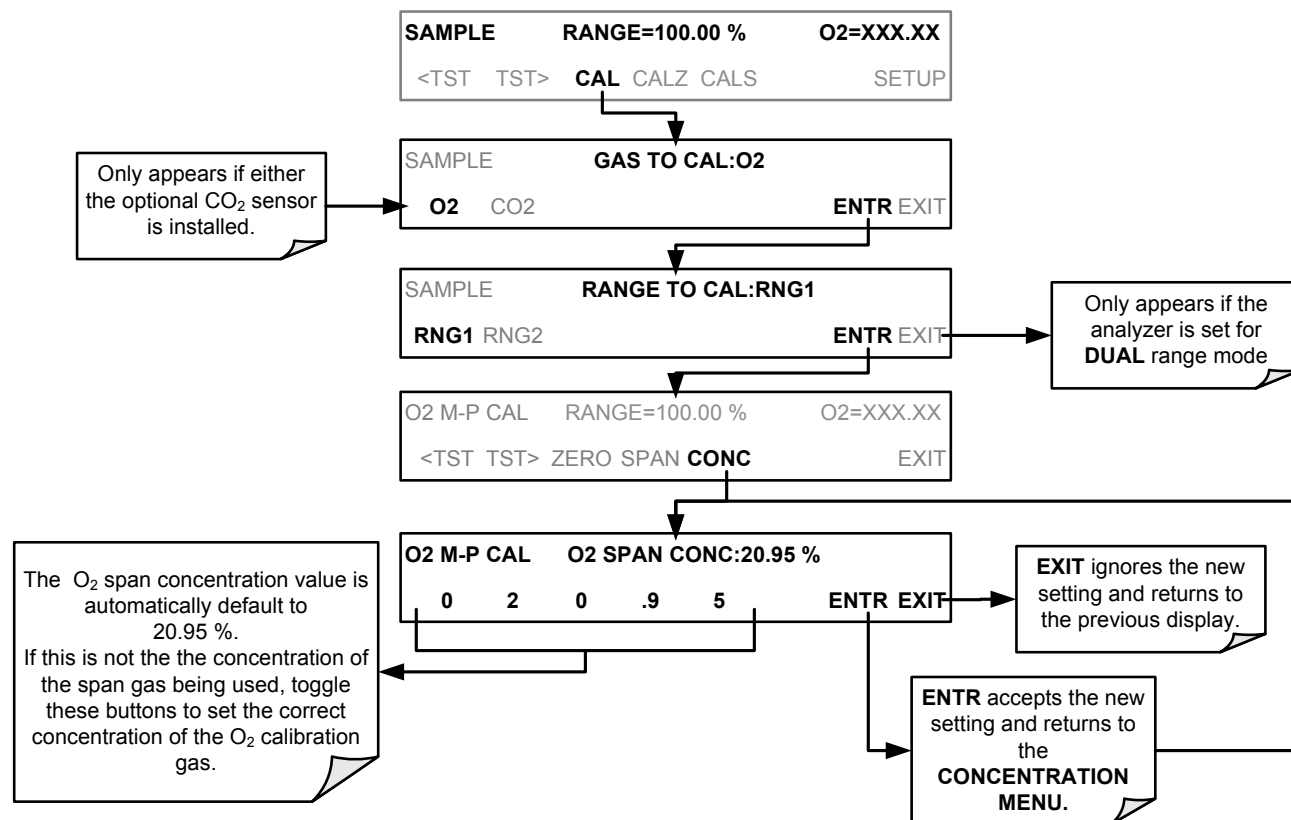 SAMPLE RANGE=100.00 % O2=XXX.XX
<TST TST> CAL CALZ CALS SETUP
Only appears if either
the optional CO₂ sensor
is installed.
SAMPLE GAS TO CAL:O2
O2 CO2 ENTR EXIT
SAMPLE RANGE TO CAL:RNG1
RNG1 RNG2 ENTR EXIT
Only appears if the
analyzer is set for
DUAL range mode
O2 M-P CAL RANGE=100.00 % O2=XXX.XX
<TST TST> ZERO SPAN CONC EXIT
O2 M-P CAL O2 SPAN CONC:20.95 %
0 2 0 .9 5 ENTR EXIT
The O₂ span concentration value is
automatically default to
20.95 %.
If this is not the the concentration of
the span gas being used, toggle
these buttons to set the correct
concentration of the O₂ calibration
gas.
EXIT ignores the new
setting and returns to
the previous display.
ENTR accepts the new
setting and returns to
the
CONCENTRATION
MENU.